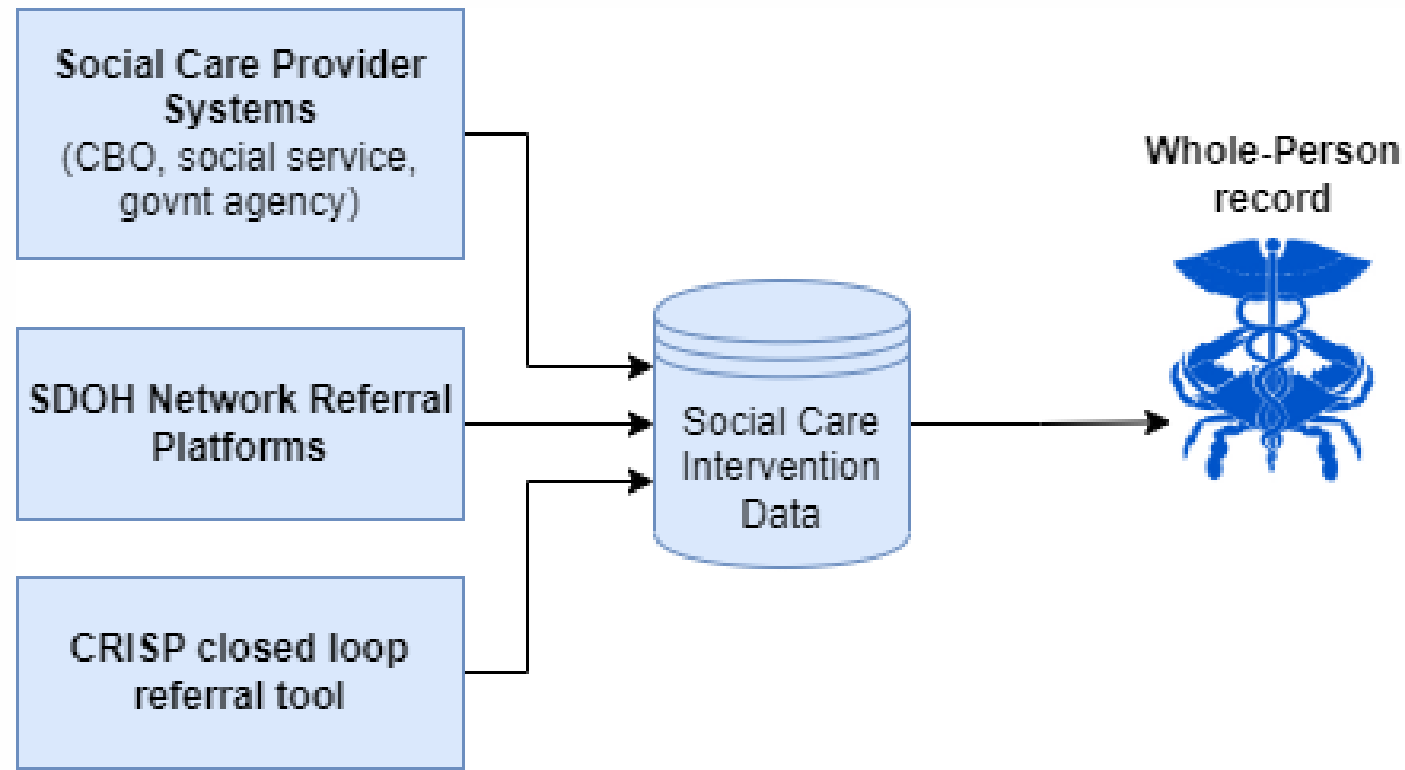 Social Care Provider
Systems
(CBO, social service,
govnt agency)
SDOH Network Referral
Platforms
CRISP closed loop
referral tool
Social Care
Intervention
Data
Whole-Person
record